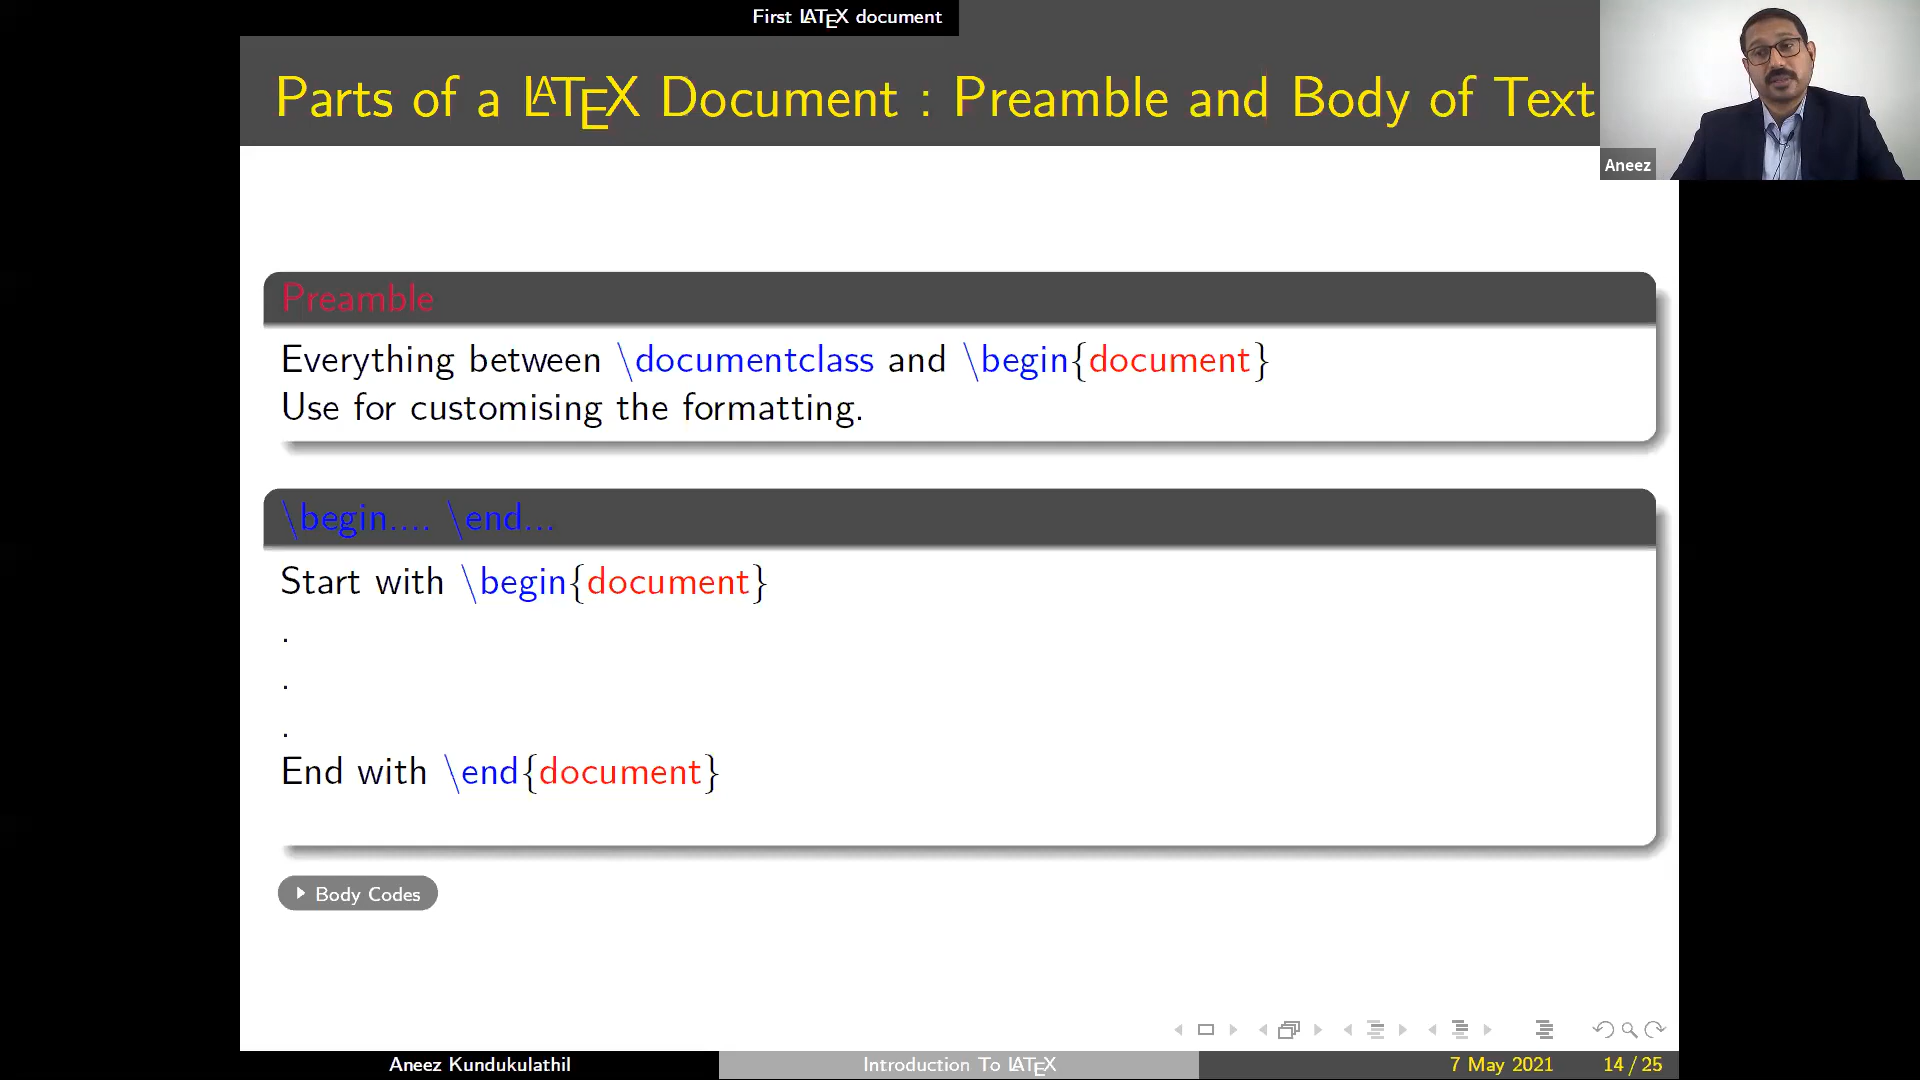 First LATEX document
Parts of a LATEX Document : Preamble and Body of Text
Aneez
Preamble
Everything between \documentclass and \begin{document}
Use for customising the formatting.
\begin.... \end...
Start with \begin{document}
.
.
.
End with \end{document}
Body Codes
Aneez Kundukulathil
Introduction To LATEX
7 May 2021
14 / 25